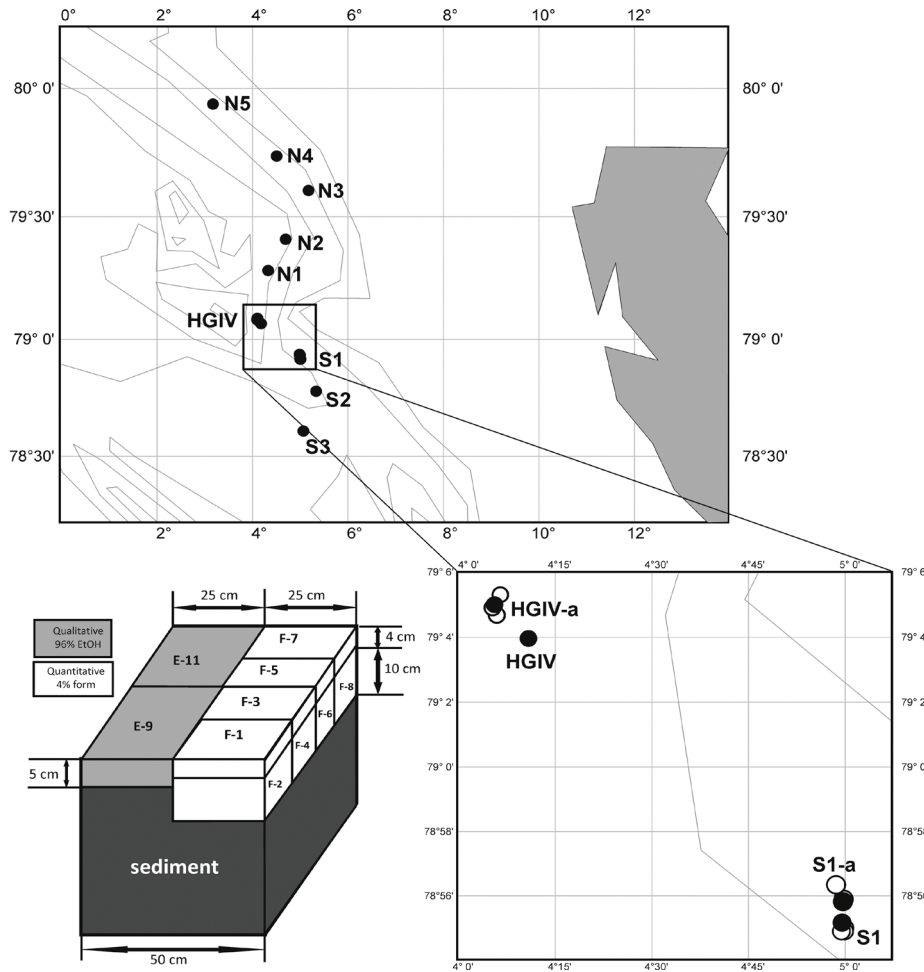 0° 2° 4° 6° 8° 10° 12°
80° 0' 80° 0'
N5
N4
N3
79°30' 79°30'
N2
N1
HGIV
79° 0' 79° 0'
S1
S2
S3
78°30' 78°30'
2° 4° 6° 8° 10° 12°
4° 0' 4°15' 4°30' 4°45' 5° 0'
79° 6' 79° 6'
HGIV-a
79° 4' 79° 4'
HGIV
79° 2' 79° 2'
79° 0' 79° 0'
78°58' 78°58'
S1-a
78°56'
S1
4° 0' 4°15' 4°30' 4°45' 5° 0'
25 cm 25 cm
Qualitative
96% EtOH
Quantitative
4% form
4 cm
10 cm
F-7
E-11
F-5
F-8
F-3
F-6
E-9
F-1
F-4
F-2
5 cm
sediment
50 cm